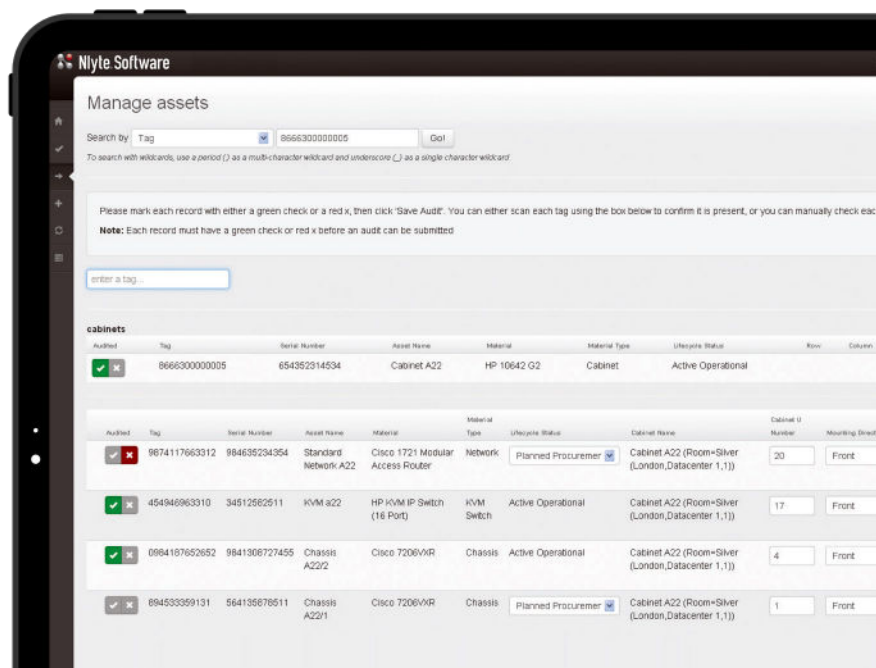 Nlyte Software
Manage assets
Search by Tag 8666300000005 Go!
To search with wildcards, use a period (.) as a multi-character wildcard and underscore (_) as a single character wildcard
Please mark each record with either a green check or a red x, then click 'Save Audit'. You can either scan each tag using the box below to confirm it is present, or you can manually check eac
Note: Each record must have a green check or red x before an audit can be submitted
enter a tag...
cabinets
Audited Tag Serial Number Asset Name Material Material Type Lifecycle Status Row Column
8666300000005 654352314534 Cabinet A22 HP 10642 G2 Cabinet Active Operational
Material Cabinet U
Audited Tag Serial Number Asset Name Material Type Lifecycle Status Cabinet Name Number Mounting Direct
9874117663312 984635234354 Standard Cisco 1721 Modular Network Planned Procuremer Cabinet A22 (Room=Silver 20 Front
Network A22 Access Router (London,Datacenter 1,1))
454946963310 34512562511 KVM a22 HP KVM IP Switch KVM Active Operational Cabinet A22 (Room=Silver 17 Front
(16 Port) Switch (London,Datacenter 1,1))
0984187652652 9841308727455 Chassis Cisco 7206VXR Chassis Active Operational Cabinet A22 (Room=Silver 4 Front
A22/2 (London,Datacenter 1,1))
894533359131 564135876511 Chassis Cisco 7206VXR Chassis Planned Procuremer Cabinet A22 (Room=Silver 1 Front
A22/1 (London,Datacenter 1,1))